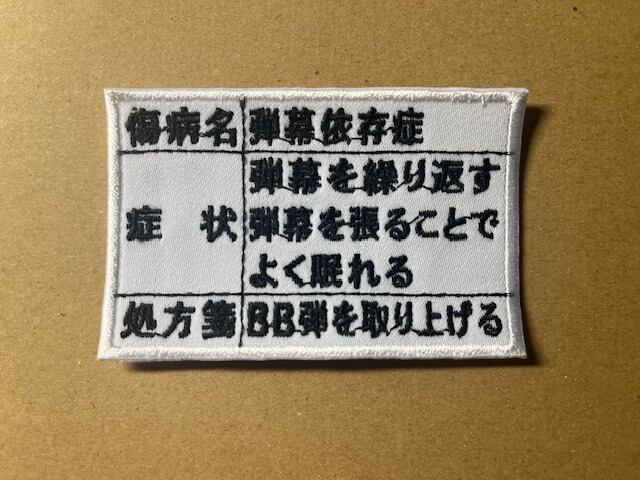 傷病名 弾幕依存症
症状 弾幕を繰り返す
弾幕を張ることで
よく眠れる
処方箋 BB弾を取り上げる